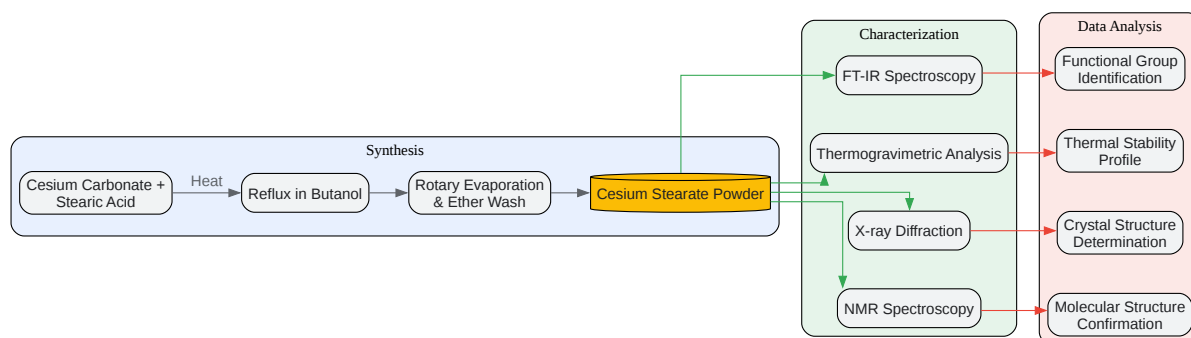 Synthesis
Cesium Carbonate +
Stearic Acid
Heat
Reflux in Butanol
Rotary Evaporation
& Ether Wash
Cesium Stearate Powder
Characterization
FT-IR Spectroscopy
Thermogravimetric Analysis
X-ray Diffraction
NMR Spectroscopy
Data Analysis
Functional Group
Identification
Thermal Stability
Profile
Crystal Structure
Determination
Molecular Structure
Confirmation